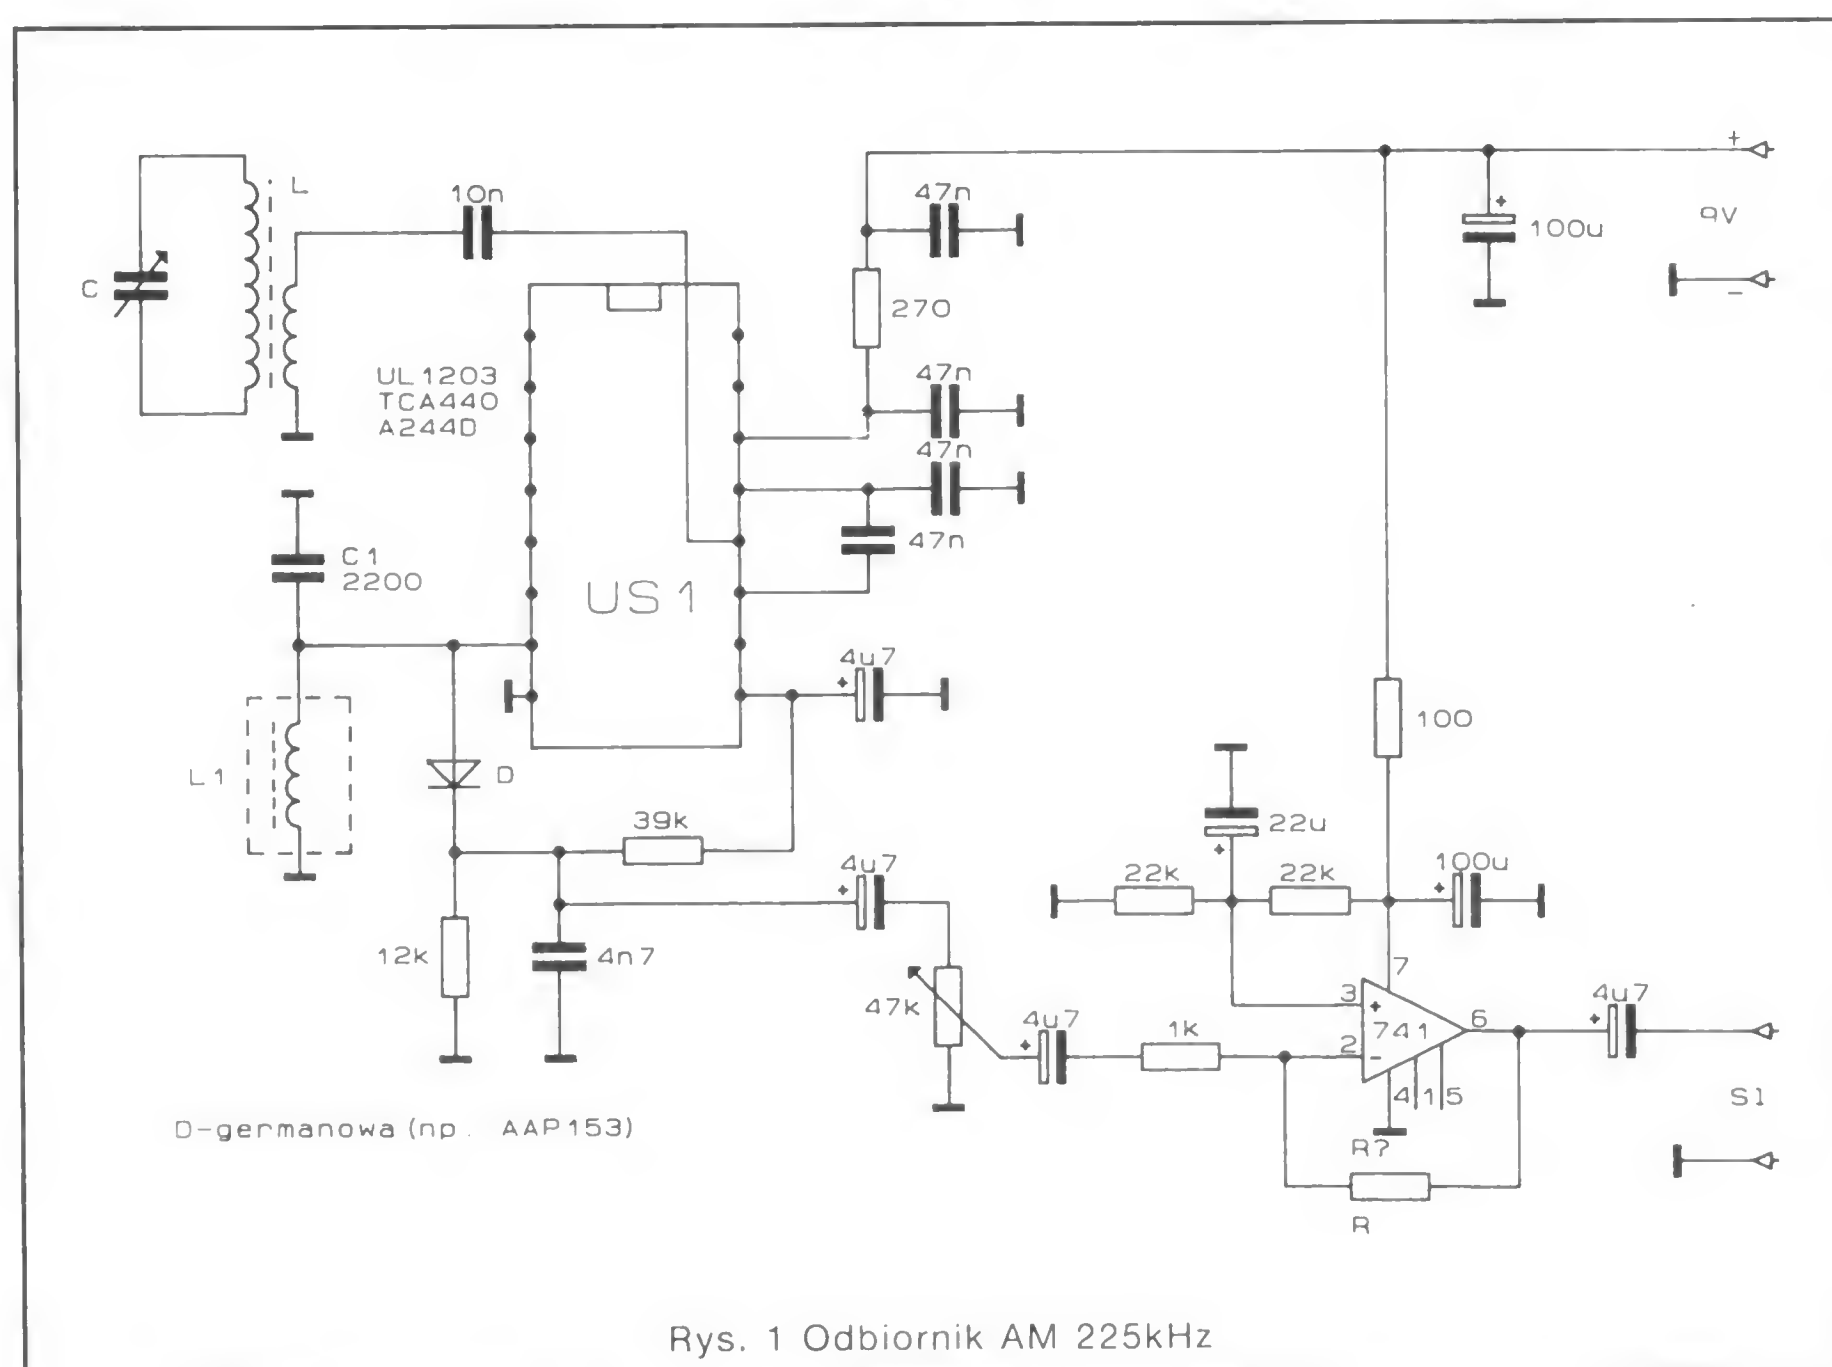 L
10n
47n
+
100u
9V
C
270
-
UL1203
TCA440
A244D
47n
47n
47n
C1
2200
US1
4u7
100
L1
D
39k
22u
4u7
22k
22k
100u
12k
4n7
47k
7
3
+
741
6
4u7
4u7
1k
2
-
4 1 5
S1
D-germanowa (np. AAP153)
R?
R
Rys. 1 Odbiornik AM 225kHz